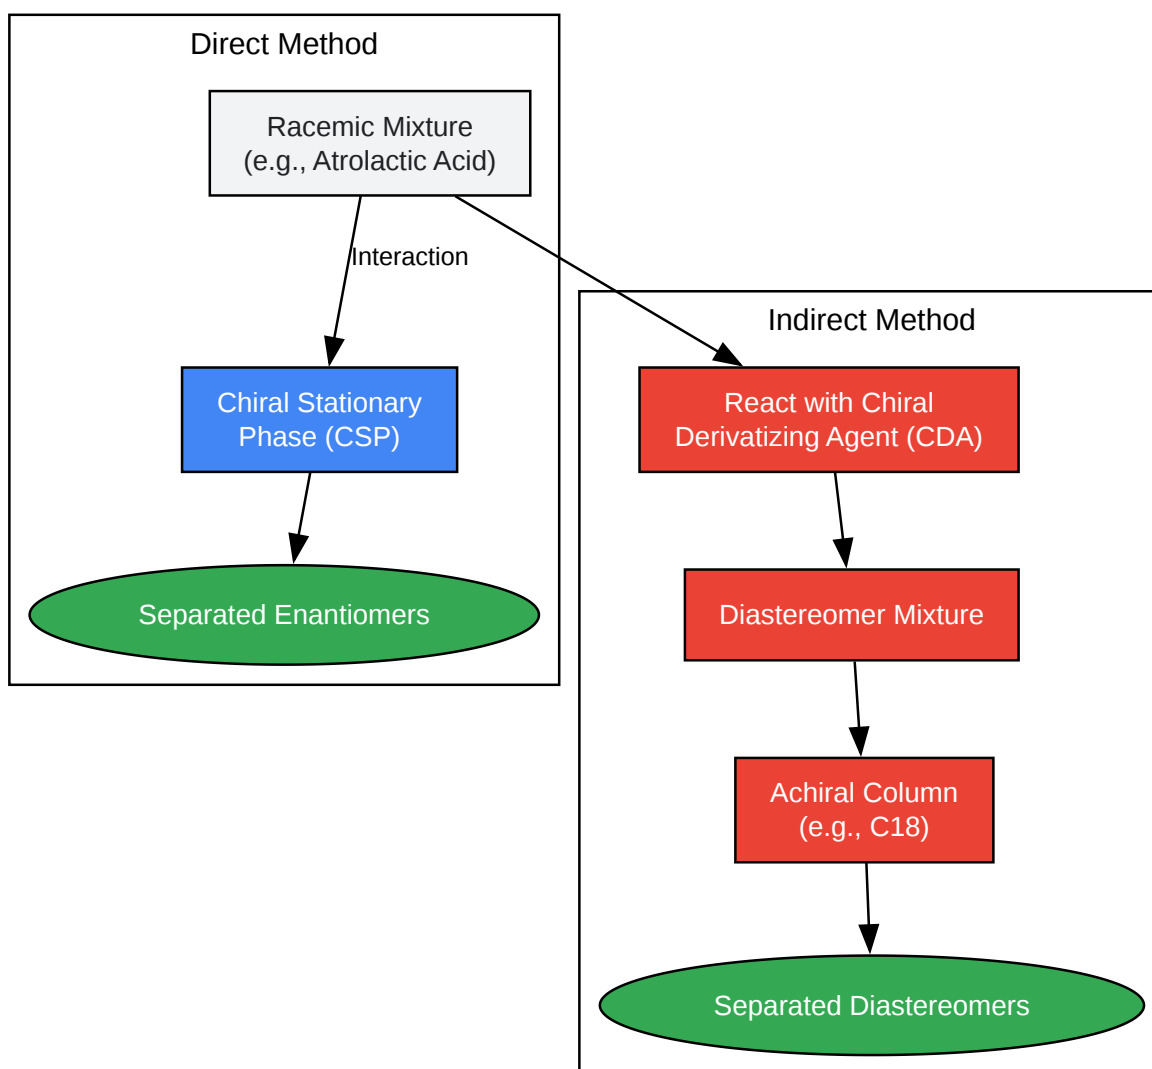 Direct Method
Racemic Mixture
(e.g., Atrolactic Acid)
Interaction
Chiral Stationary
Phase (CSP)
Separated Enantiomers
Indirect Method
React with Chiral
Derivatizing Agent (CDA)
Diastereomer Mixture
Achiral Column
(e.g., C18)
Separated Diastereomers